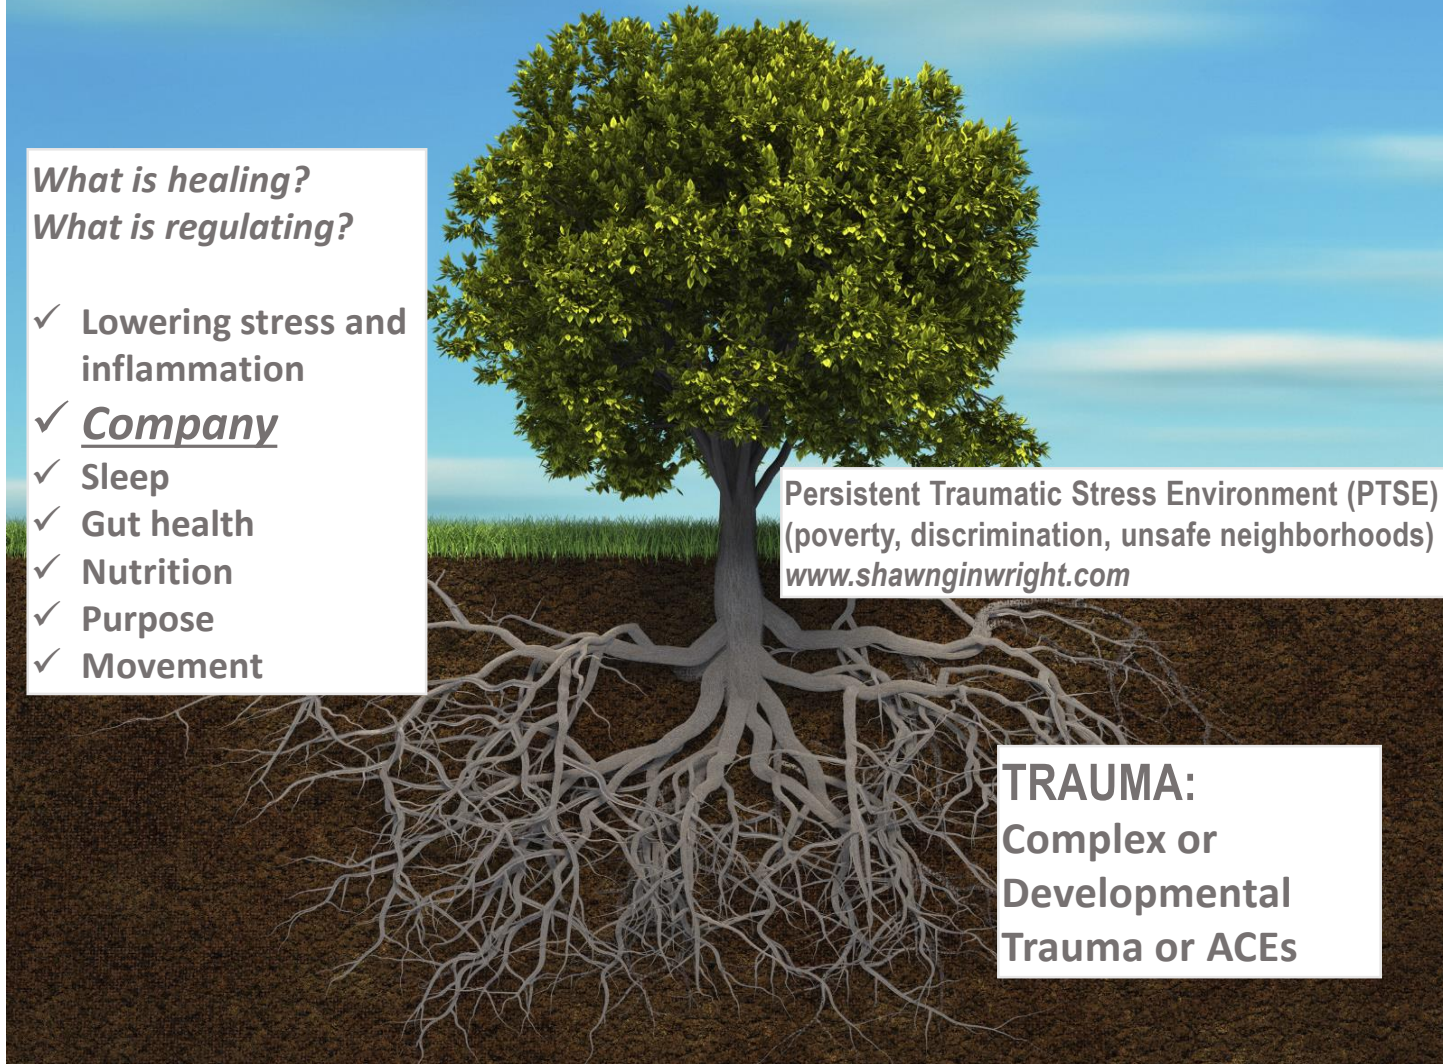 What is healing?
What is regulating?
✓ Lowering stress and
inflammation
✓ Company
✓ Sleep
✓ Gut health
✓ Nutrition
✓ Purpose
✓ Movement
Persistent Traumatic Stress Environment (PTSE)
(poverty, discrimination, unsafe neighborhoods)
www.shawnginwright.com
TRAUMA:
Complex or
Developmental
Trauma or ACEs